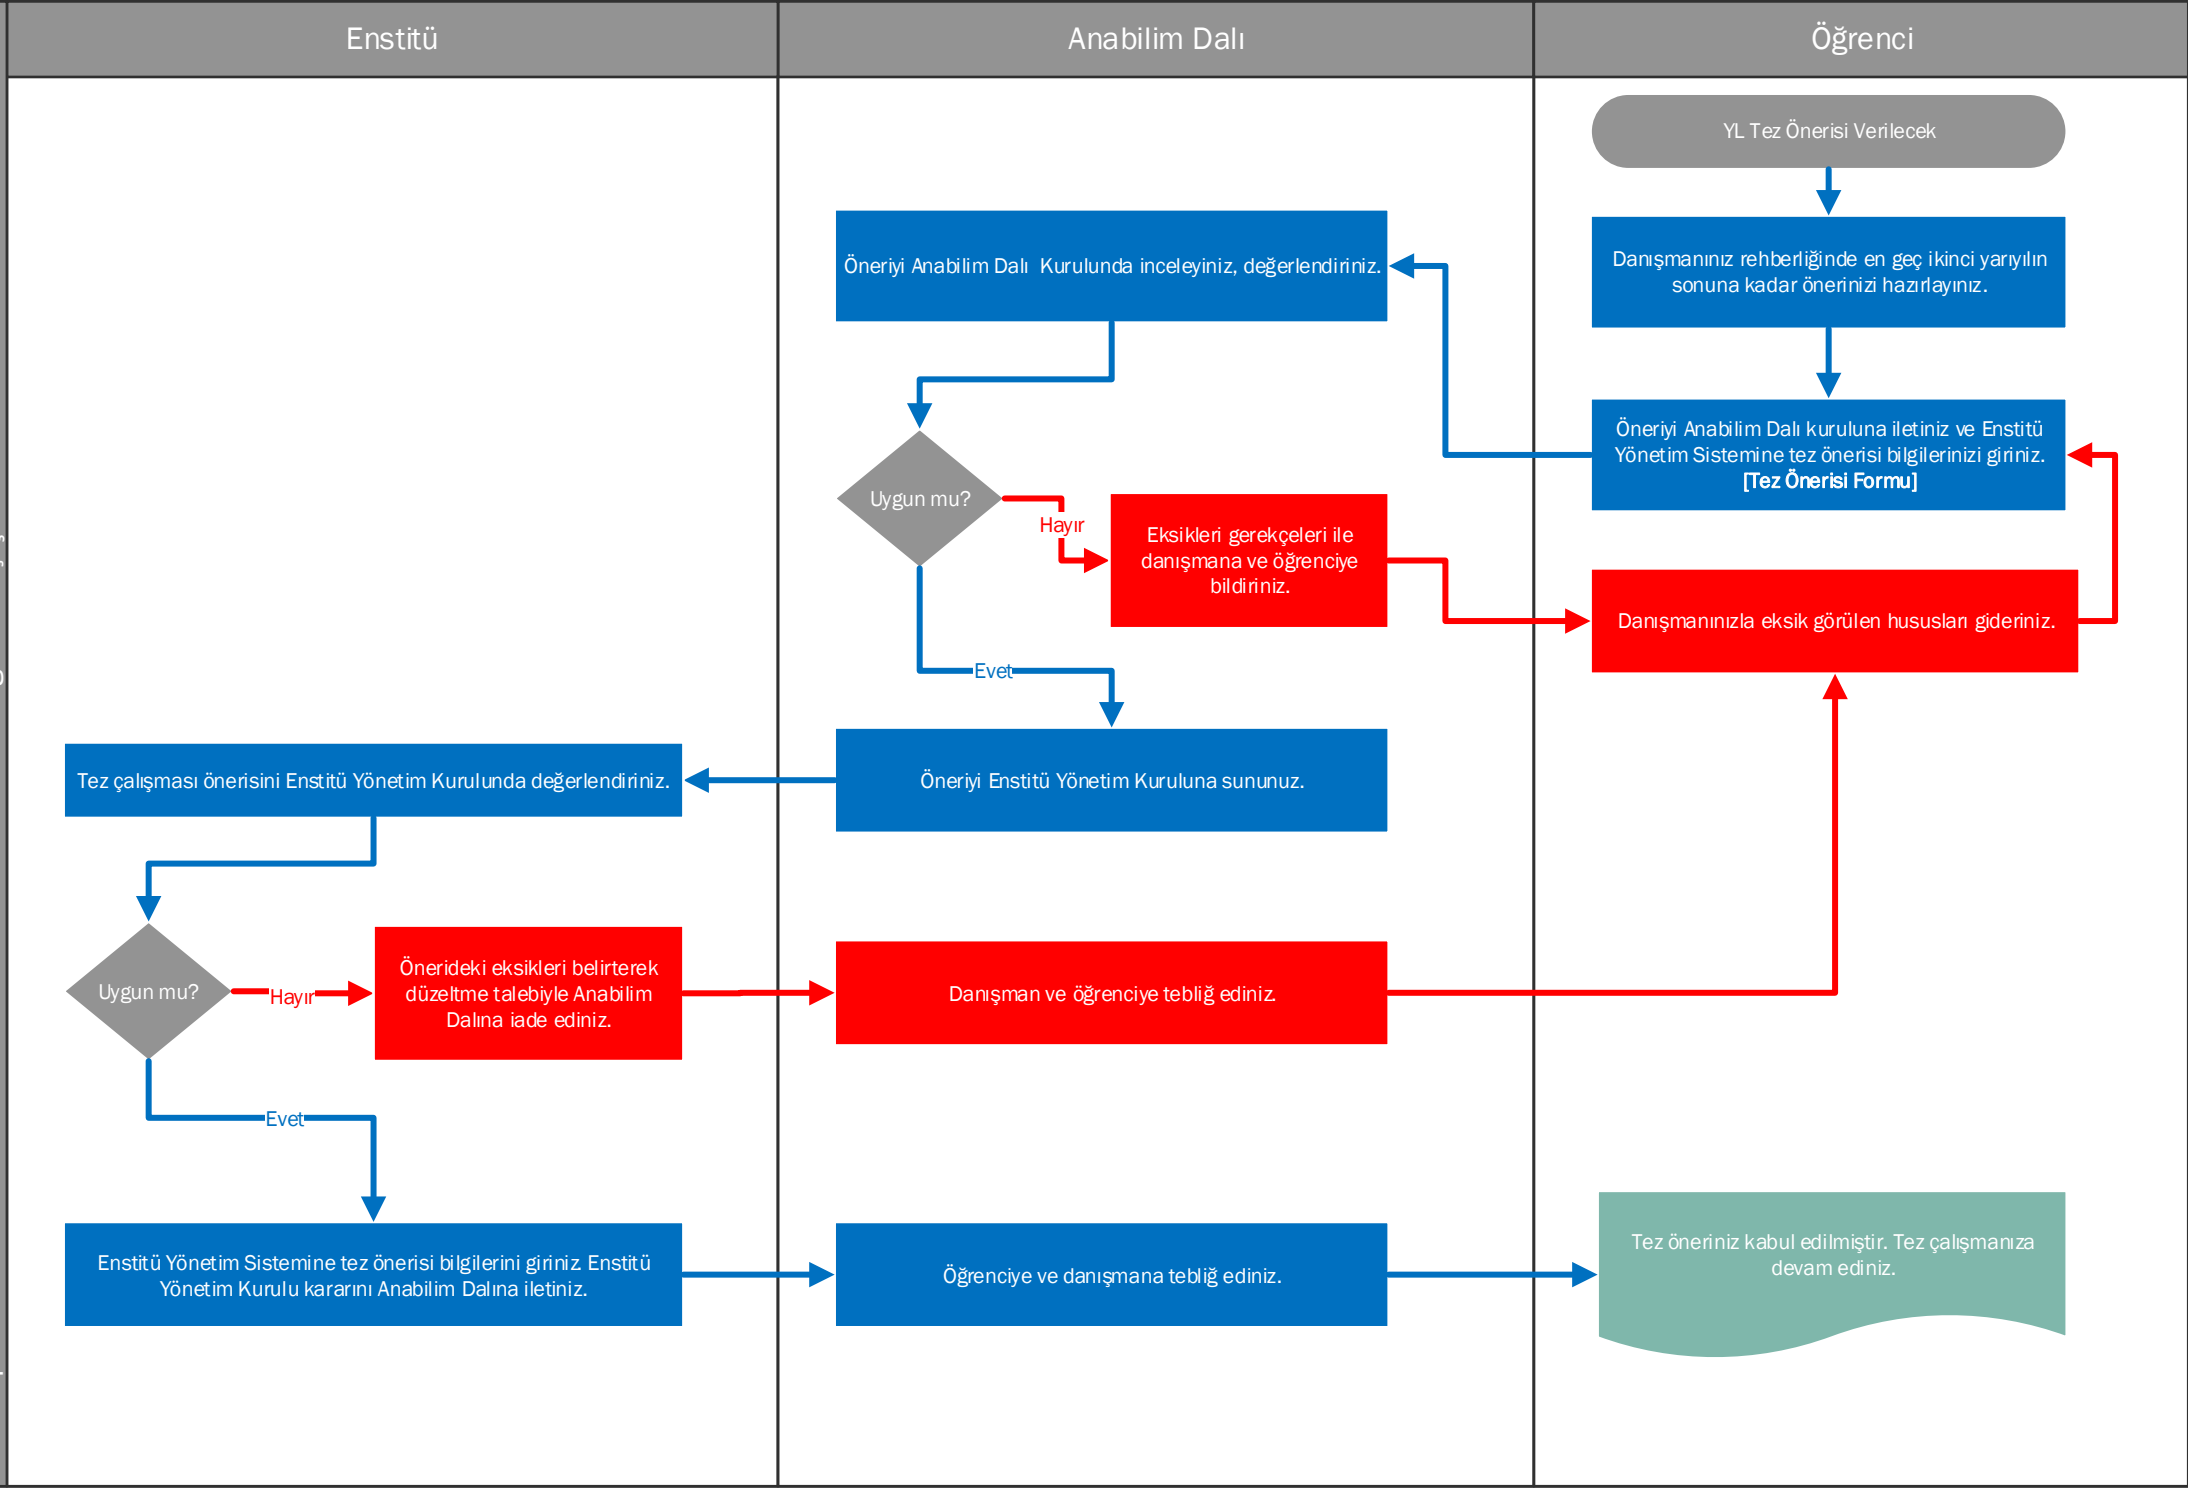 Enstitü
Anabilim Dalı
Öğrenci
YL Tez Önerisi Verilecek
Danışmanınız rehberliğinde en geç ikinci yarıyılın
sonuna kadar önerinizi hazırlayınız.
Öneriyi Anabilim Dalı kuruluna iletiniz ve Enstitü
Yönetim Sistemine tez önerisi bilgilerinizi giriniz.
[Tez Önerisi Formu]
Öneriyi Anabilim Dalı Kurulunda inceleyiniz, değerlendiriniz.
Uygun mu?
Hayır
Eksikleri gerekçeleri ile
danışmana ve öğrenciye
bildiriniz.
Danışmanınızla eksik görülen hususları gideriniz.
Evet
Öneriyi Enstitü Yönetim Kuruluna sununuz.
Tez çalışması önerisini Enstitü Yönetim Kurulunda değerlendiriniz.
Uygun mu?
Hayır
Önerideki eksikleri belirterek
düzeltme talebiyle Anabilim
Dalına iade ediniz.
Danışman ve öğrenciye tebliğ ediniz.
Evet
Enstitü Yönetim Sistemine tez önerisi bilgilerini giriniz. Enstitü
Yönetim Kurulu kararını Anabilim Dalına iletiniz.
Öğrenciye ve danışmana tebliğ ediniz.
Tez öneriniz kabul edilmiştir. Tez çalışmanıza
devam ediniz.